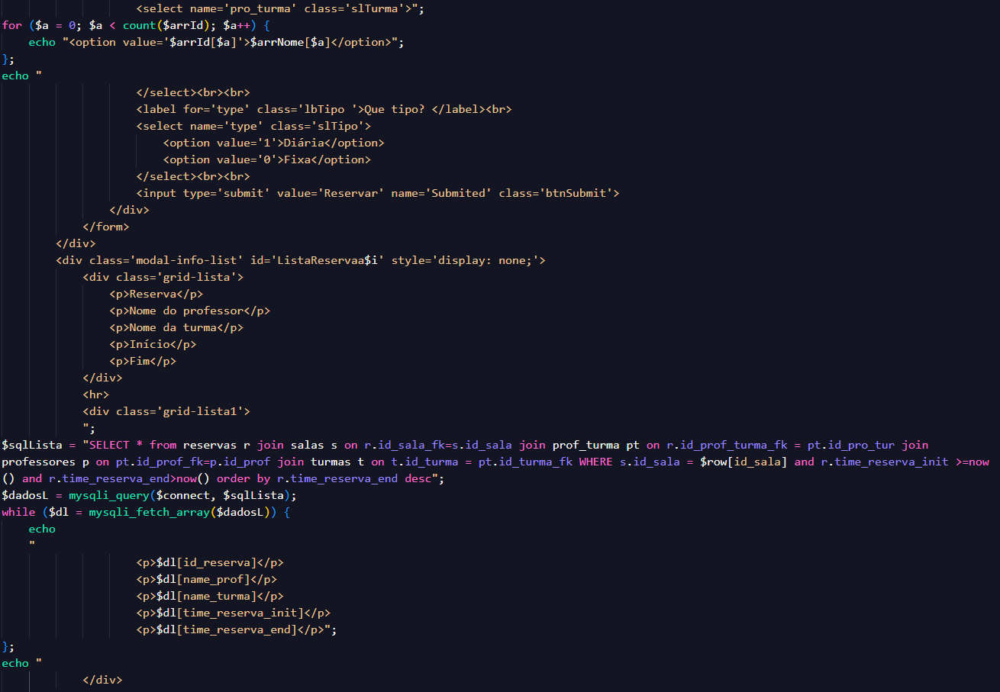 <select name='pro_turma' class='slTurma'>";
for ($a = 0; $a < count($arrId); $a++) {
echo "<option value='$arrId[$a]'>$arrNome[$a]</option>";
};
echo "
</select><br><br>
<label for='type' class='lbTipo '>Que tipo? </label><br>
<select name='type' class='slTipo'>
<option value='1'>Diária</option>
<option value='0'>Fixa</option>
</select><br><br>
<input type='submit' value='Reservar' name='Submited' class='btnSubmit'>
</div>
</form>
</div>
<div class='modal-info-list' id='ListaReservaa$i' style='display: none;'>
<div class='grid-lista'>
<p>Reserva</p>
<p>Nome do professor</p>
<p>Nome da turma</p>
<p>Início</p>
<p>Fim</p>
</div>
<hr>
<div class='grid-lista1'>
";
$sqlLista = "SELECT * from reservas r join salas s on r.id_sala_fk=s.id_sala join prof_turma pt on r.id_prof_turma_fk = pt.id_pro_tur join
professores p on pt.id_prof_fk=p.id_prof join turmas t on t.id_turma = pt.id_turma_fk WHERE s.id_sala = $row[id_sala] and r.time_reserva_init >=now
() and r.time_reserva_end>now() order by r.time_reserva_end desc";
$dadosL = mysqli_query($connect, $sqlLista);
while ($dl = mysqli_fetch_array($dadosL)) {
echo
"
<p>$dl[id_reserva]</p>
<p>$dl[name_prof]</p>
<p>$dl[name_turma]</p>
<p>$dl[time_reserva_init]</p>
<p>$dl[time_reserva_end]</p>";
};
echo "
</div>